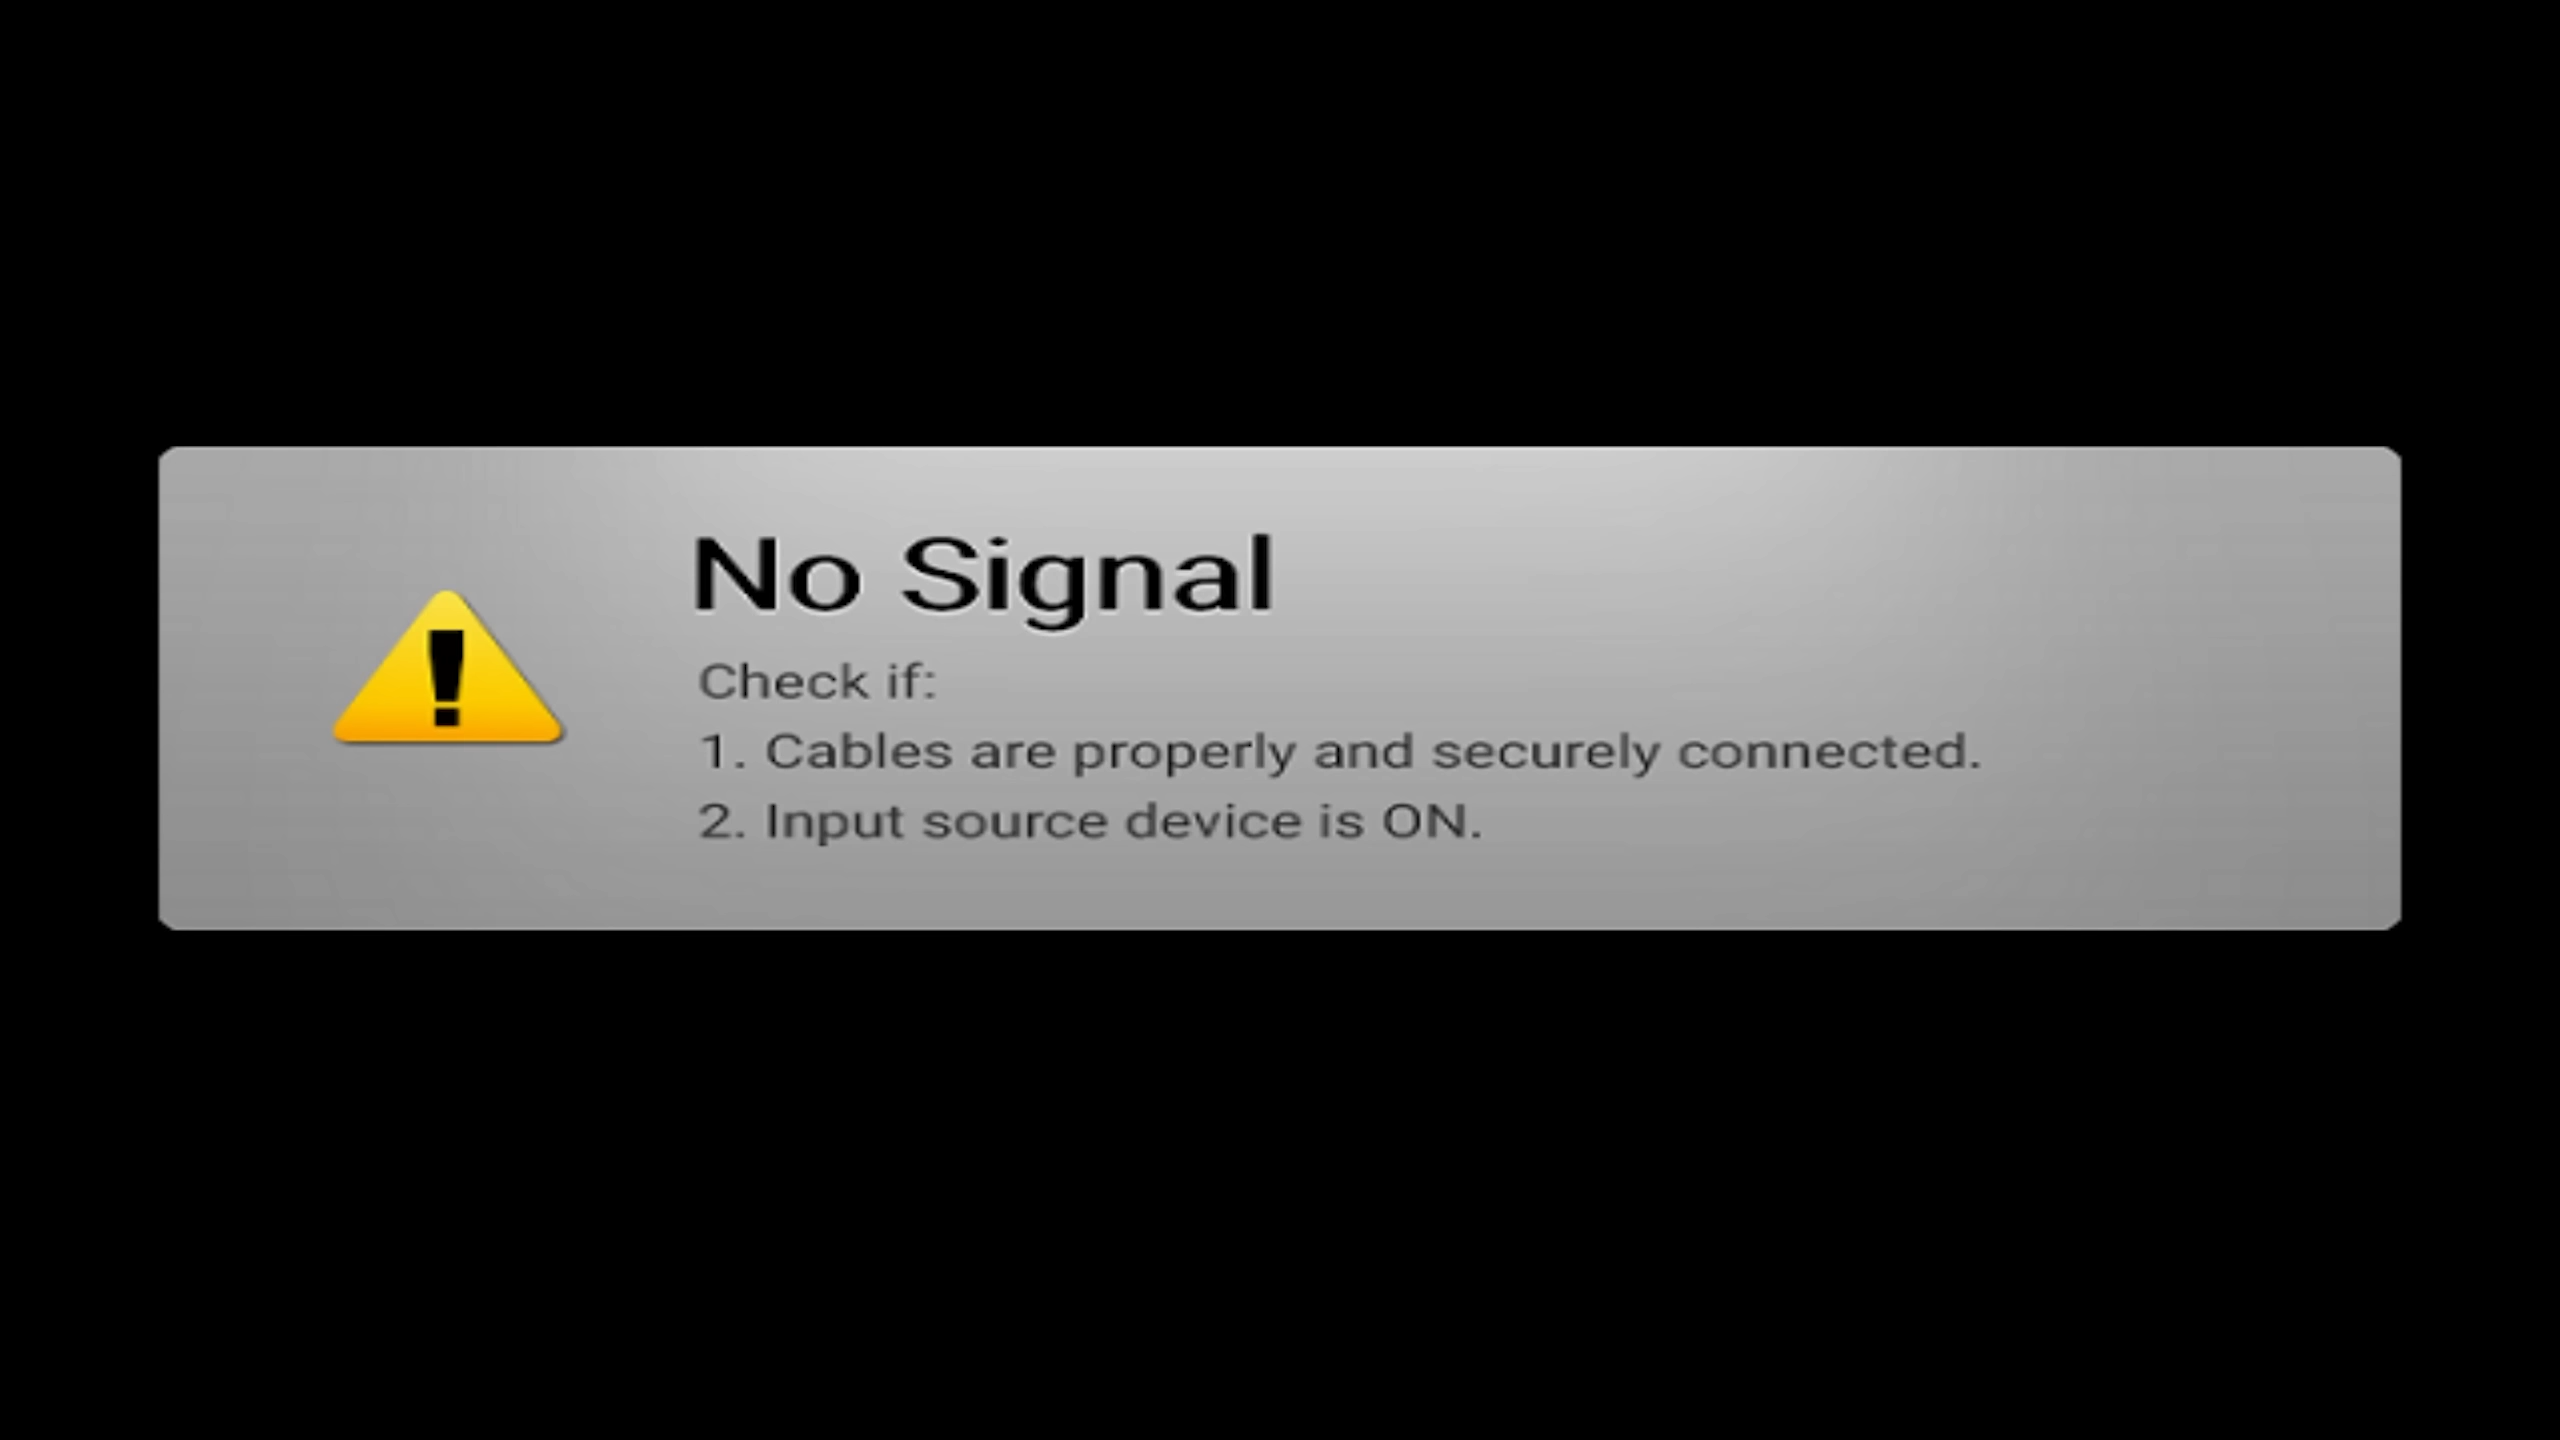 No Signal
Check if:
1. Cables are properly and securely connected.
2. Input source device is ON.